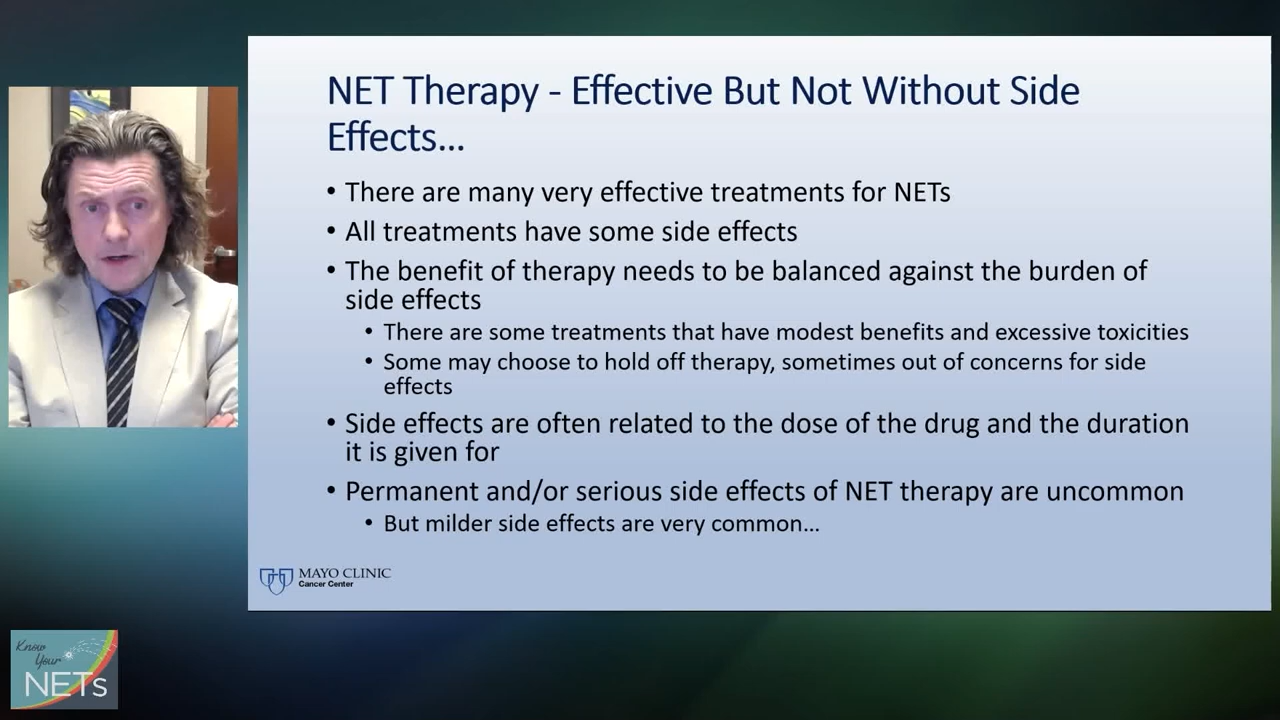 NET Therapy - Effective But Not Without Side
Effects...
• There are many very effective treatments for NETs
• All treatments have some side effects
• The benefit of therapy needs to be balanced against the burden of
side effects
• There are some treatments that have modest benefits and excessive toxicities
• Some may choose to hold off therapy, sometimes out of concerns for side
effects
• Side effects are often related to the dose of the drug and the duration
it is given for
• Permanent and/or serious side effects of NET therapy are uncommon
• But milder side effects are very common...
MAYO CLINIC
Cancer Center
Know
Your
NETs